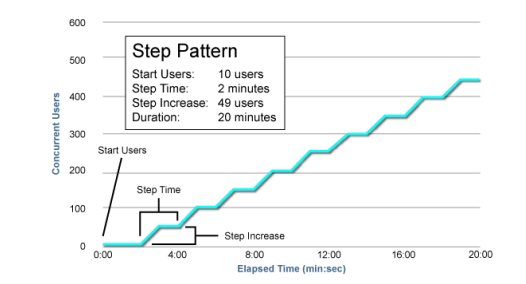 600
500
400
300
200
100
0
Concurrent Users
Step Pattern
Start Users: 10 users
Step Time: 2 minutes
Step Increase: 49 users
Duration: 20 minutes
Start Users
Step Time
Step Increase
0:00 4:00 8:00 12:00 16:00 20:00
Elapsed Time (min:sec)